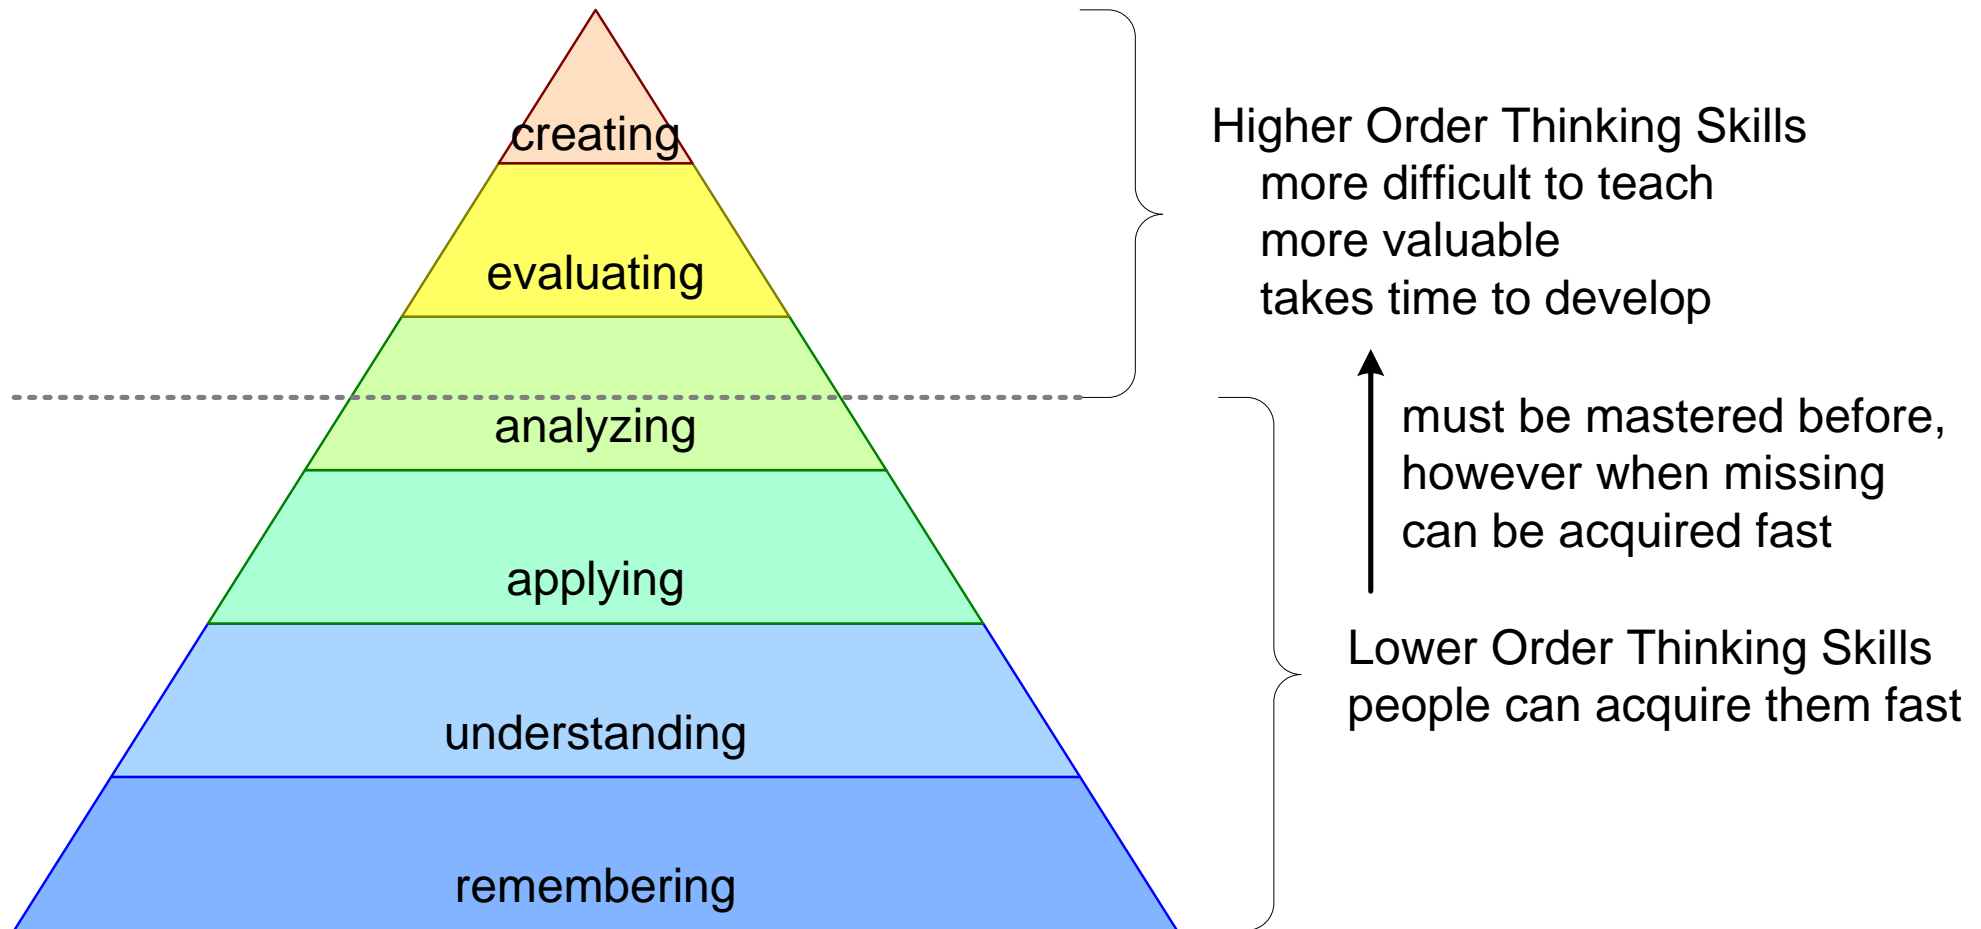 creating
evaluating
analyzing
applying
understanding
remembering
Higher Order Thinking Skills
more difficult to teach
more valuable
takes time to develop
must be mastered before,
however when missing
can be acquired fast
Lower Order Thinking Skills
people can acquire them fast